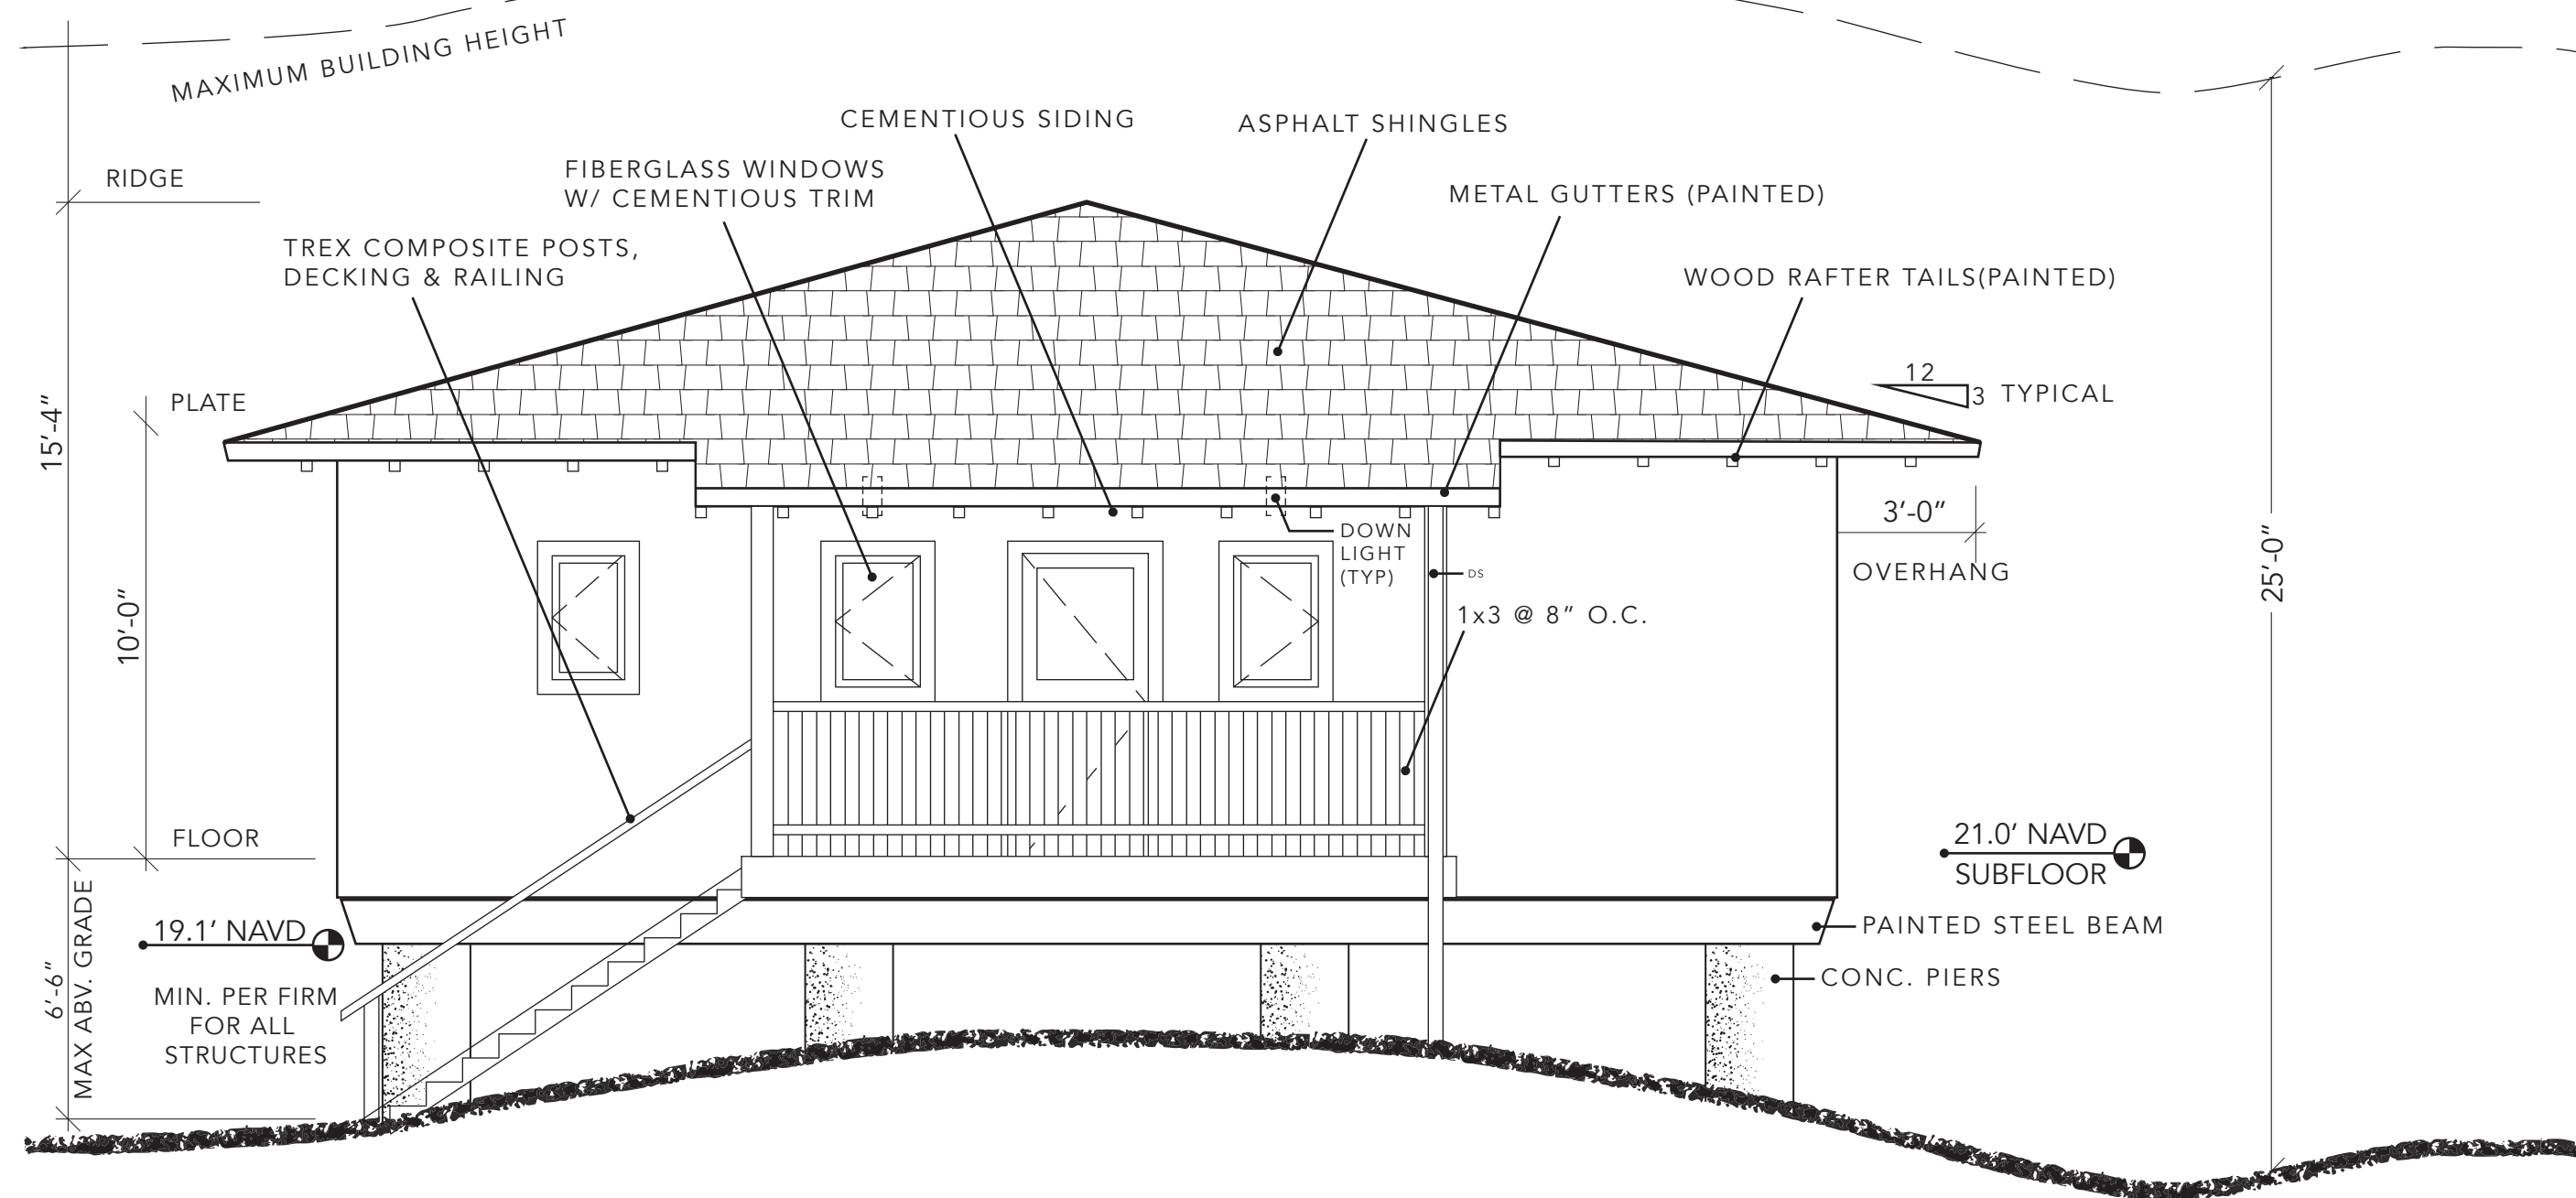 MAXIMUM BUILDING HEIGHT
CEMENTIOUS SIDING
ASPHALT SHINGLES
FIBERGLASS WINDOWS
W/ CEMENTIOUS TRIM
RIDGE
METAL GUTTERS (PAINTED)
TREX COMPOSITE POSTS,
DECKING & RAILING
WOOD RAFTER TAILS(PAINTED)
12
3 TYPICAL
PLATE
15'-4"
3'-0"
OVERHANG
DOWN
LIGHT
(TYP)
DS
25'-0"
1x3 @ 8" O.C.
10'-0"
FLOOR
21.0' NAVD
SUBFLOOR
19.1' NAVD
PAINTED STEEL BEAM
6'-6"
MAX ABV. GRADE
MIN. PER FIRM
FOR ALL
STRUCTURES
CONC. PIERS